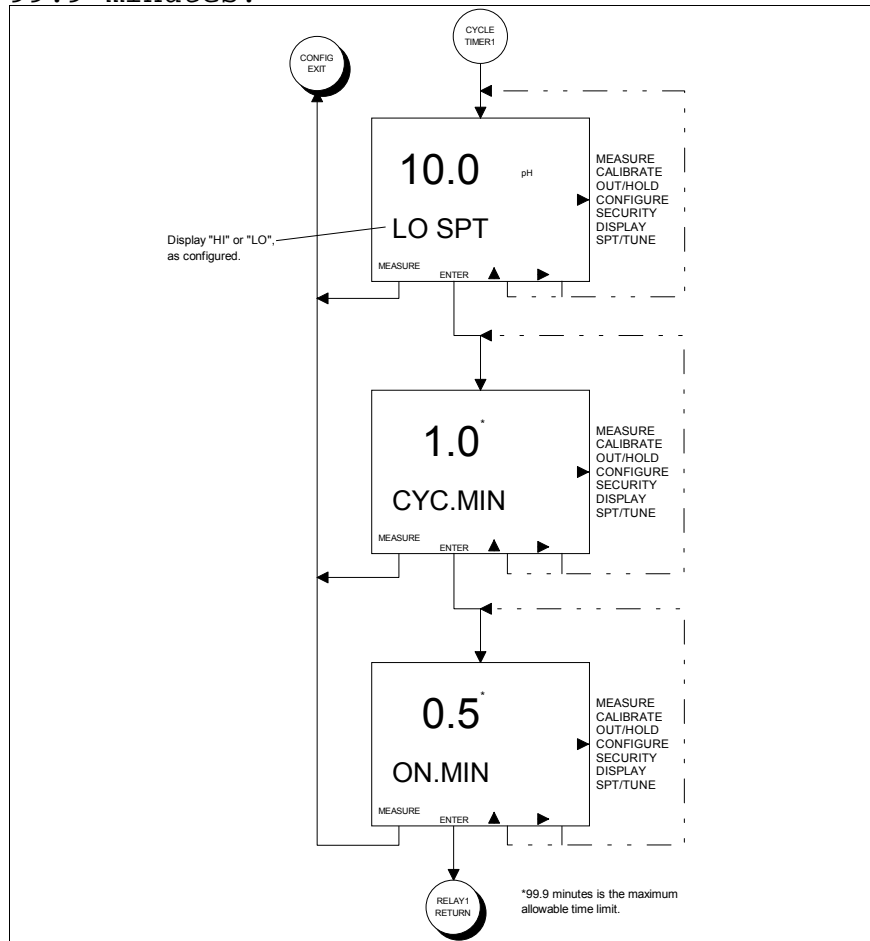 99.9 minutes.
CYCLE
TIMER1
CONFIG
EXIT
10.0 pH
LO SPT
MEASURE
ENTER
MEASURE
CALIBRATE
OUT/HOLD
CONFIGURE
SECURITY
DISPLAY
SPT/TUNE
Display "HI" or "LO",
as configured.
1.0*
CYC.MIN
MEASURE
ENTER
MEASURE
CALIBRATE
OUT/HOLD
CONFIGURE
SECURITY
DISPLAY
SPT/TUNE
0.5*
ON.MIN
MEASURE
ENTER
MEASURE
CALIBRATE
OUT/HOLD
CONFIGURE
SECURITY
DISPLAY
SPT/TUNE
RELAY1
RETURN
*99.9 minutes is the maximum
allowable time limit.